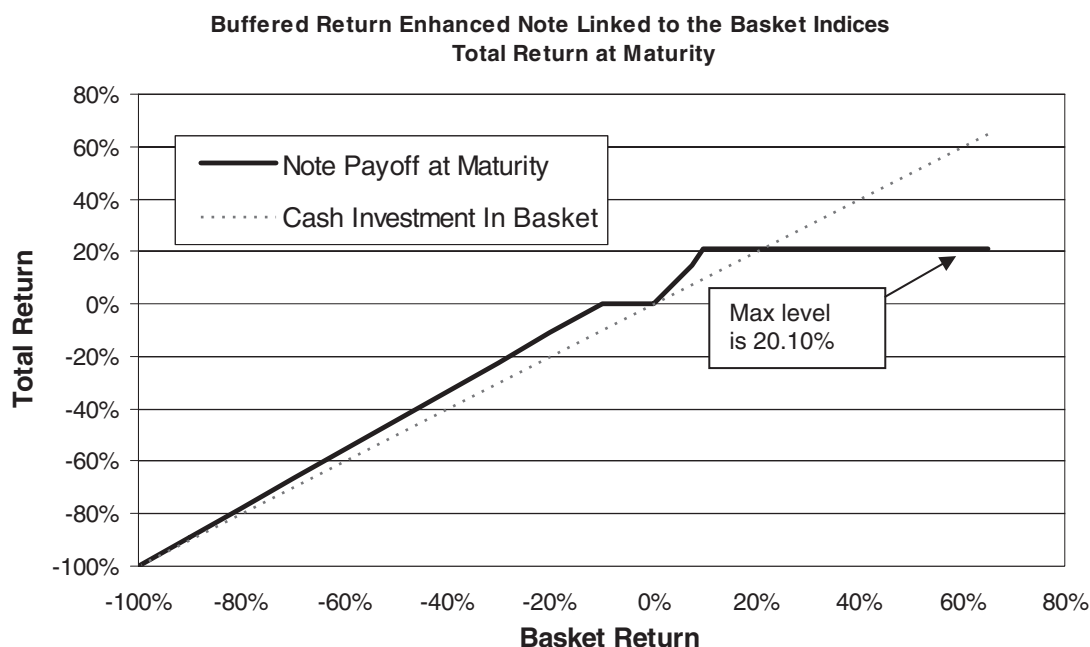 Buffered Return Enhanced Note Linked to the Basket Indices
Total Return at Maturity
80%
60%
40%
20%
0%
-20%
-40%
-60%
-80%
-100%
Total Return
Note Payoff at Maturity
Cash Investment In Basket
Max level
is 20.10%
-100%
-80%
-60%
-40%
-20%
0%
20%
40%
60%
80%
Basket Return